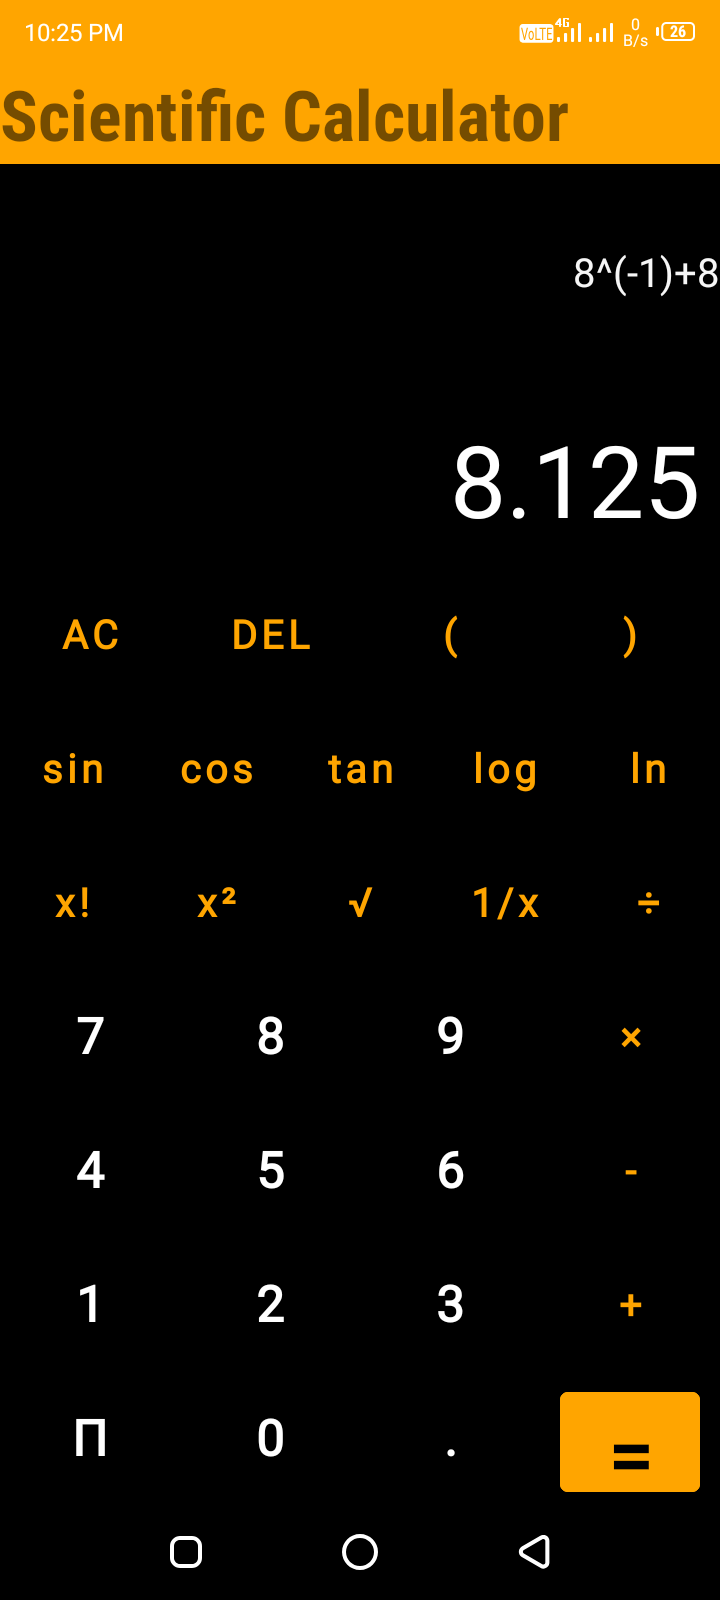 10:25 PM VoLTE 4G 0 B/s 26
Scientific Calculator
8^(-1)+8
8.125
AC DEL ( )
sin cos tan log ln
x! x² √ 1/x ÷
7 8 9 ×
4 5 6 -
1 2 3 +
П 0 . =